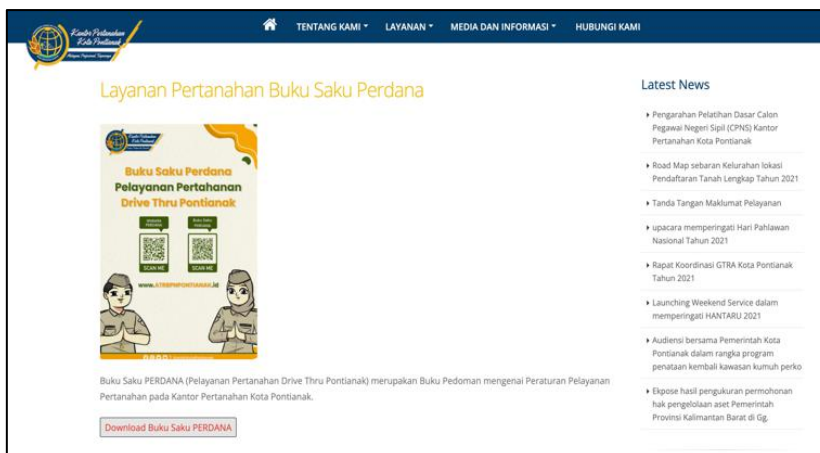 Kantor Pertanahan
Kota Pontianak
TENTANG KAMI
LAYANAN
MEDIA DAN INFORMASI
HUBUNGI KAMI
Layanan Pertanahan Buku Saku Perdana
Buku Saku Perdana
Pelayanan Pertahanan
Drive Thru Pontianak
SCAN ME
SCAN ME
www.ATRBPNPONTIANAK.id
Buku Saku PERDANA (Pelayanan Pertanahan Drive Thru Pontianak) merupakan Buku Pedoman mengenai Peraturan Pelayanan
Pertanahan pada Kantor Pertanahan Kota Pontianak.
Download Buku Saku PERDANA
Latest News
Pengarahan Pelatihan Dasar Calon
Pegawai Negeri Sipil (CPNS) Kantor
Pertanahan Kota Pontianak
Road Map sebaran Kelurahan lokasi
Pendaftaran Tanah Lengkap Tahun 2021
Tanda Tangan Maklumat Pelayanan
upacara memperingati Hari Pahlawan
Nasional Tahun 2021
Rapat Koordinasi GTRA Kota Pontianak
Tahun 2021
Launching Weekend Service dalam
memperingati HANTARU 2021
Audiensi bersama Pemerintah Kota
Pontianak dalam rangka program
penataan kembali kawasan kumuh perko
Ekpose hasil pengukuran permohonan
hak pengelolaan aset Pemerintah
Provinsi Kalimantan Barat di Gg.